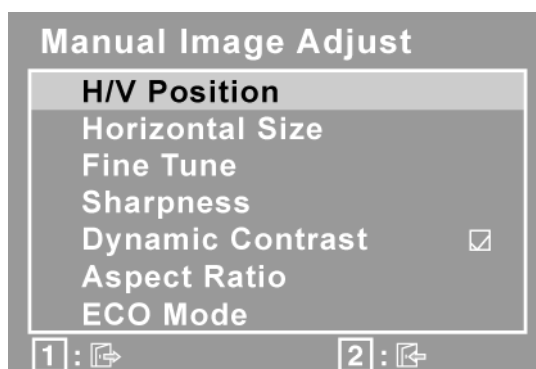 Manual Image Adjust
H/V Position
Horizontal Size
Fine Tune
Sharpness
Dynamic Contrast
Aspect Ratio
ECO Mode
1 : 2 :